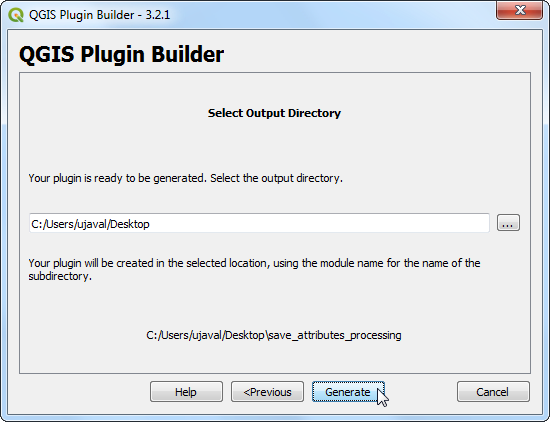 QGIS Plugin Builder - 3.2.1
QGIS Plugin Builder
Select Output Directory
Your plugin is ready to be generated. Select the output directory.
C:/Users/ujaval/Desktop
...
Your plugin will be created in the selected location, using the module name for the name of the
subdirectory.
C:/Users/ujaval/Desktop\save_attributes_processing
Help
<Previous
Generate
Cancel